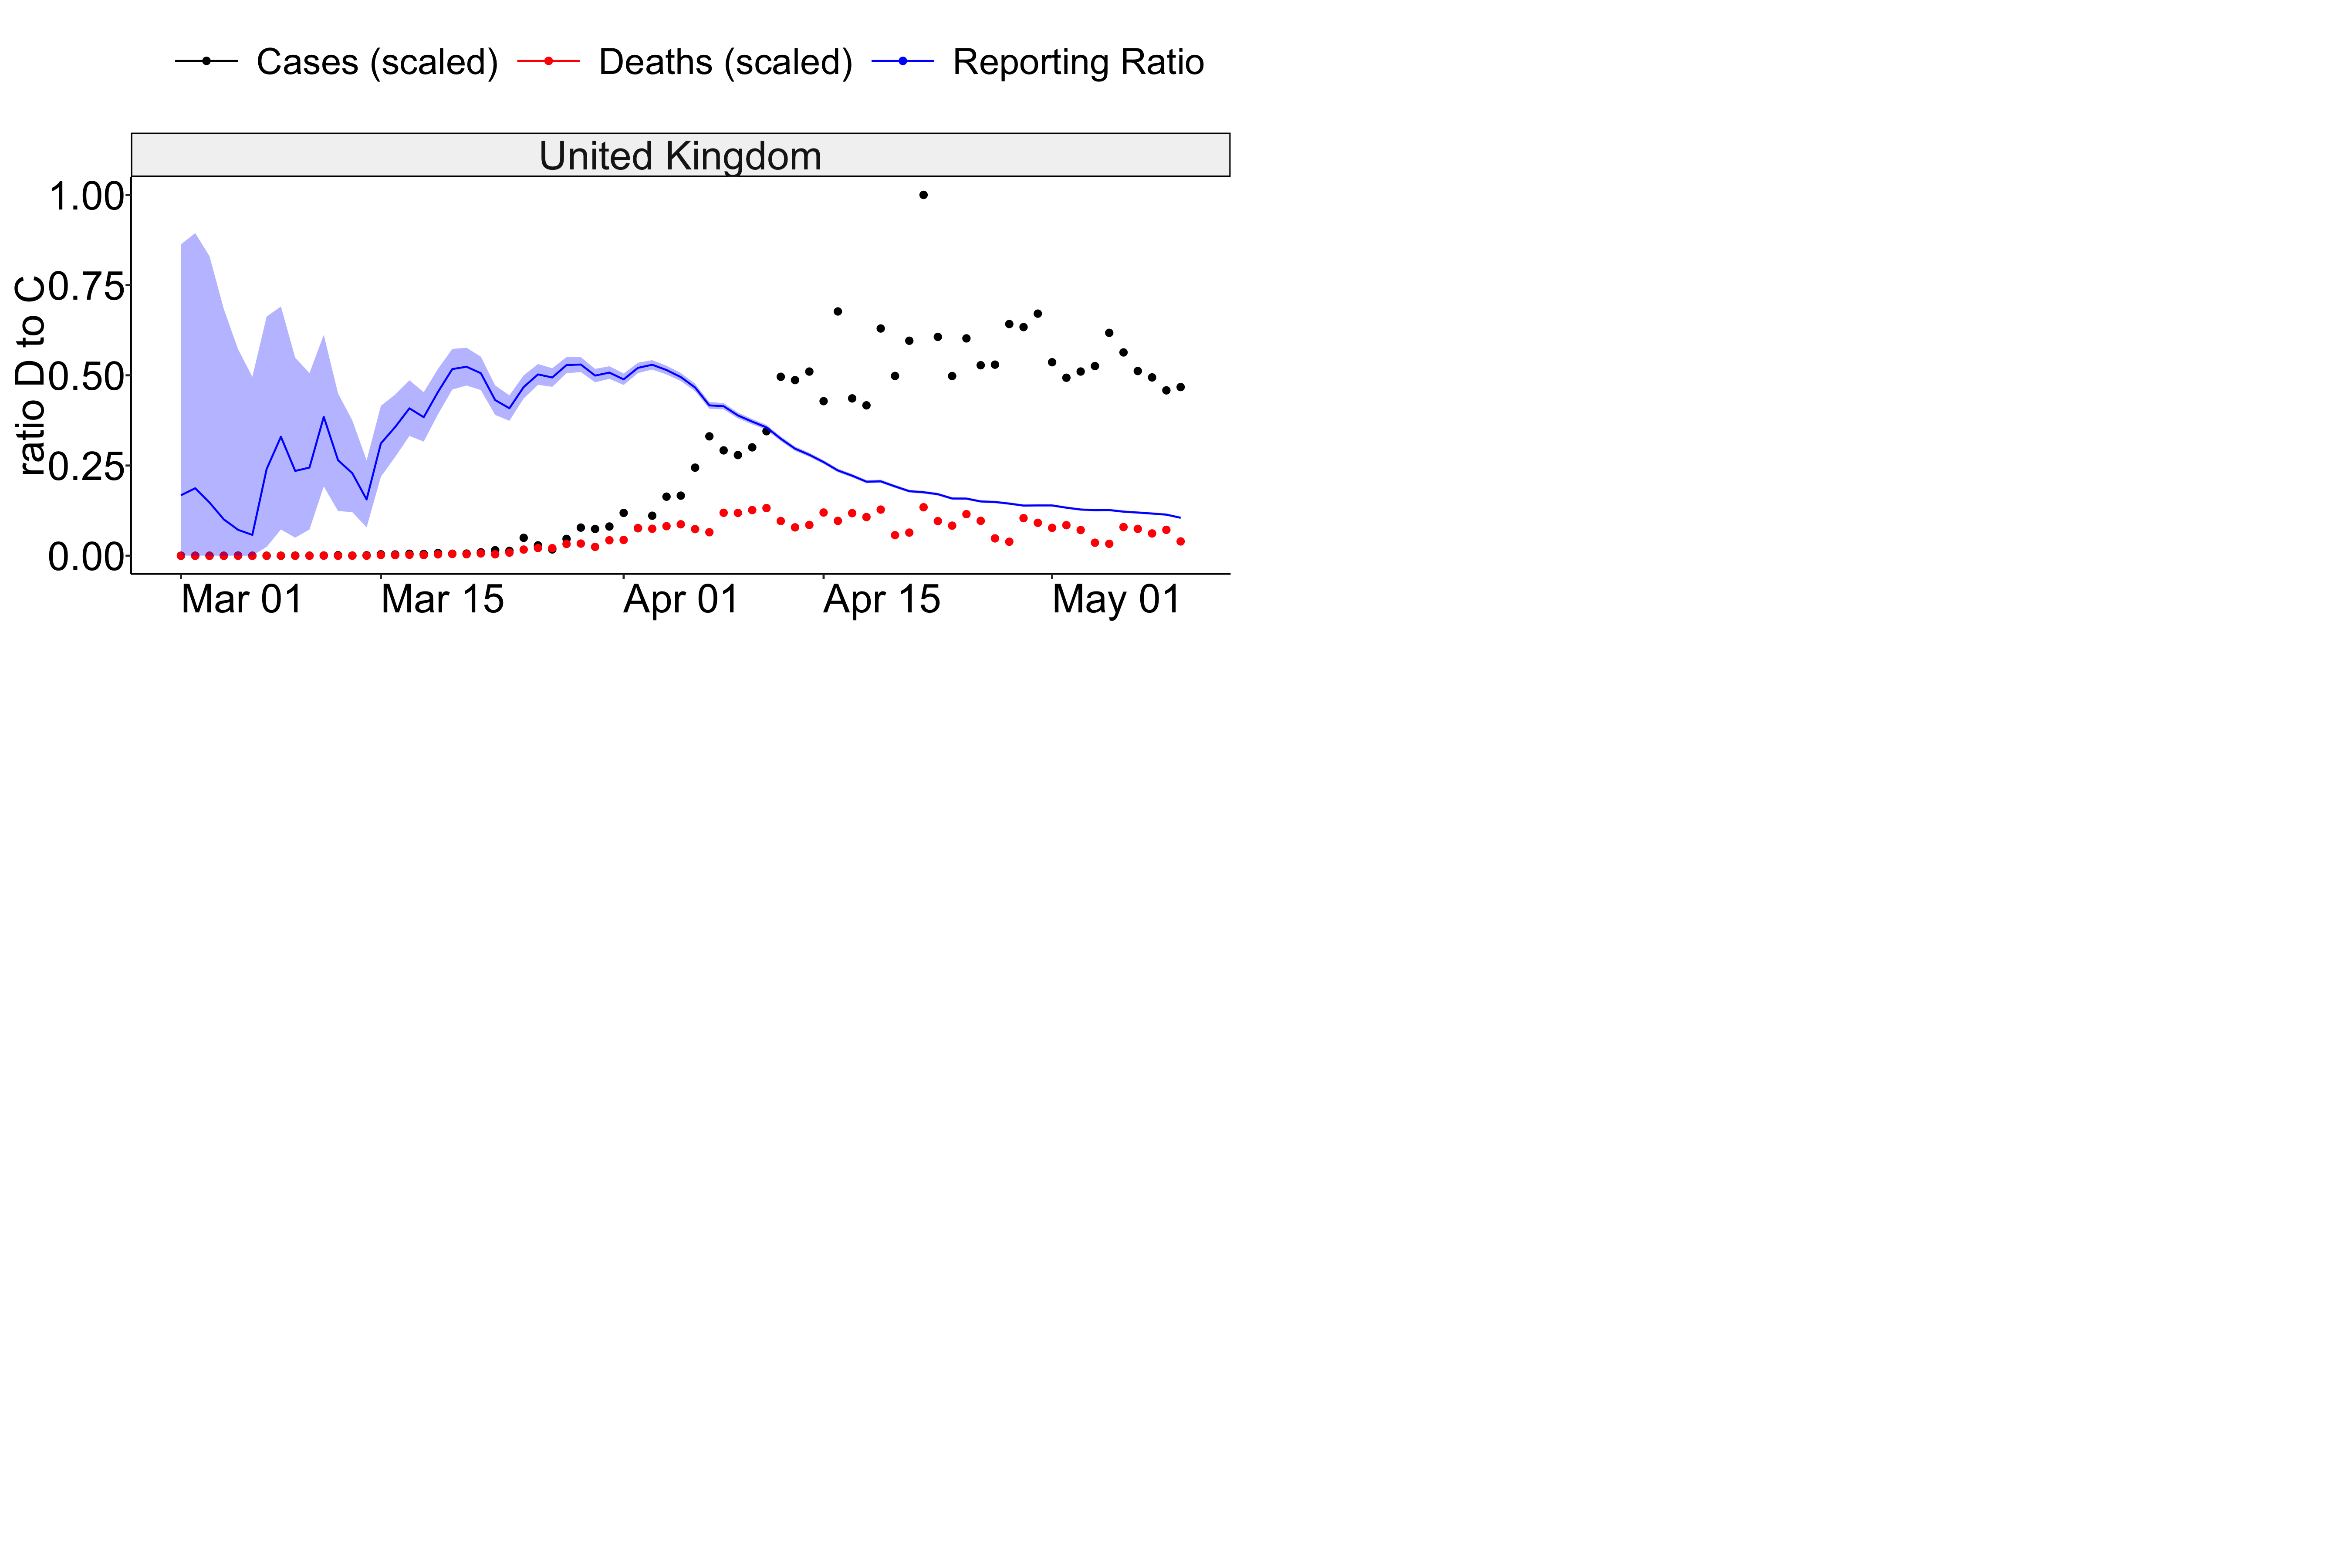 Cases (scaled) Deaths (scaled) Reporting Ratio
United Kingdom
ratio D to C
1.00
0.75
0.50
0.25
0.00
Mar 01 Mar 15 Apr 01 Apr 15 May 01